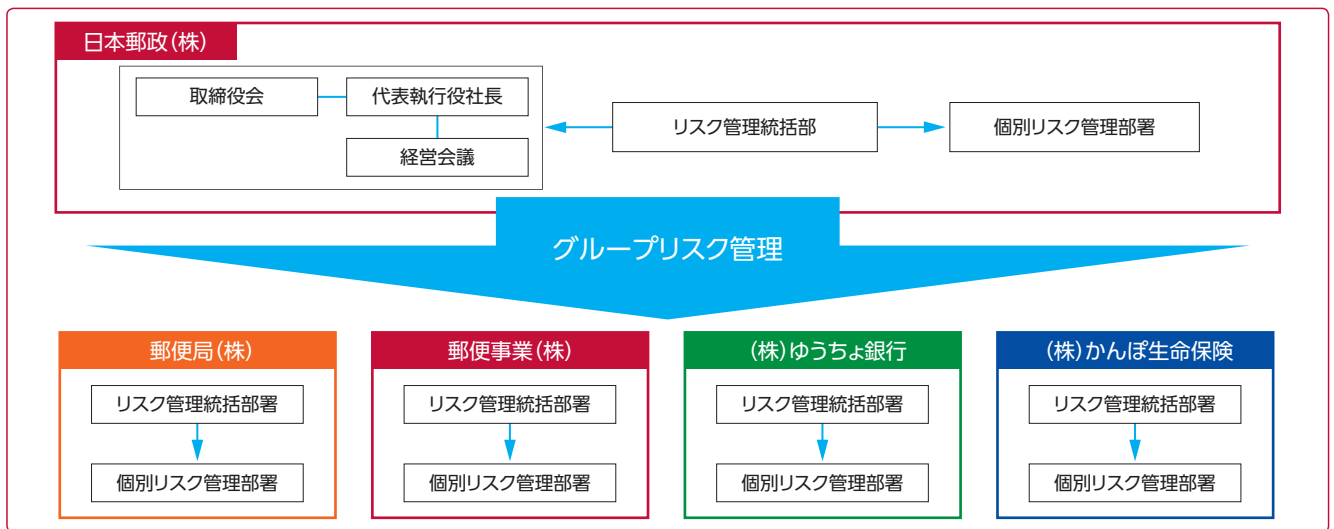 日本郵政(株)
取締役会
代表執行役社長
経営会議
リスク管理統括部
個別リスク管理部署
グループリスク管理
郵便局(株)
リスク管理統括部署
個別リスク管理部署
郵便事業(株)
リスク管理統括部署
個別リスク管理部署
(株)ゆうちょ銀行
リスク管理統括部署
個別リスク管理部署
(株)かんぽ生命保険
リスク管理統括部署
個別リスク管理部署